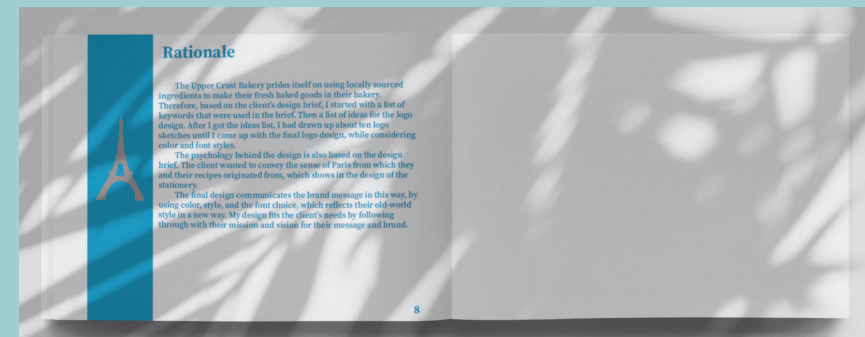 Rationale
The Upper Crust Bakery prides itself on using locally sourced
ingredients to make their fresh baked goods in their bakery.
Therefore, based on the client's design brief, I started with a list of
keywords that were used in the brief. Then a list of ideas for the logo
design. After I got the ideas list, I had drawn up about ten logo
sketches until I came up with the final logo design, while considering
color and font styles.
The psychology behind the design is also based on the design
brief. The client wanted to convey the sense of Paris from which they
and their recipes originated from, which shows in the design of the
stationery.
The final design communicates the brand message in this way, by
using color, style, and the font choice, which reflects their old-world
style in a new way. My design fits the client's needs by following
through with their mission and vision for their message and brand.
8